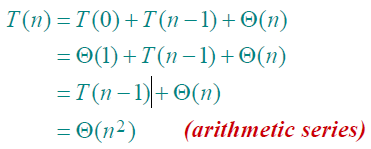 T(n) = T(0) + T(n − 1) + Θ(n)
= Θ(1) + T(n − 1) + Θ(n)
= T(n − 1) + Θ(n)
= Θ(n²) (arithmetic series)